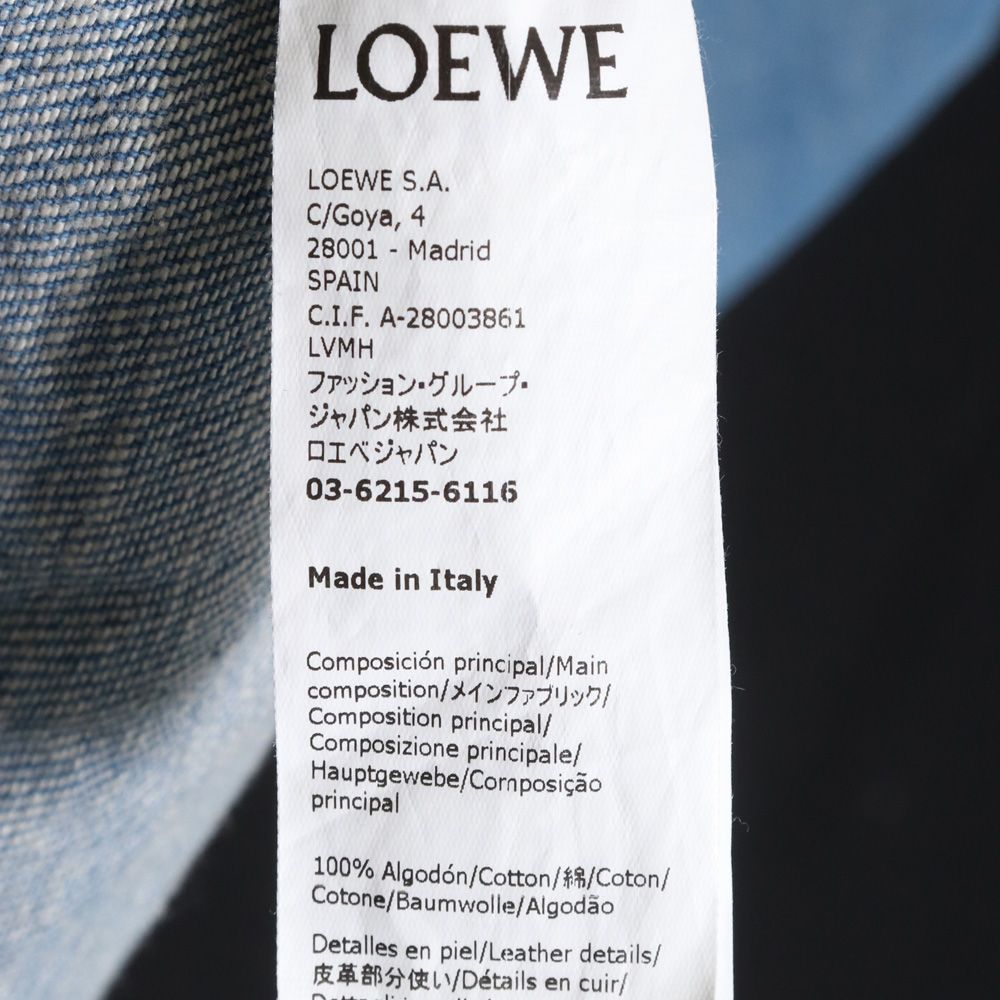 LOEWE
LOEWE S.A.
C/Goya, 4
28001 - Madrid
SPAIN
C.I.F. A-28003861
LVMH
ファッション・グループ・
ジャパン株式会社
ロエベジャパン
03-6215-6116
Made in Italy
Composición principal/Main
composition/メインファブリック/
Composition principal/
Composizione principale/
Hauptgewebe/Composição
principal
100% Algodón/Cotton/綿/Coton/
Cotone/Baumwolle/Algodão
Detalles en piel/Leather details/
皮革部分使い/Détails en cuir/